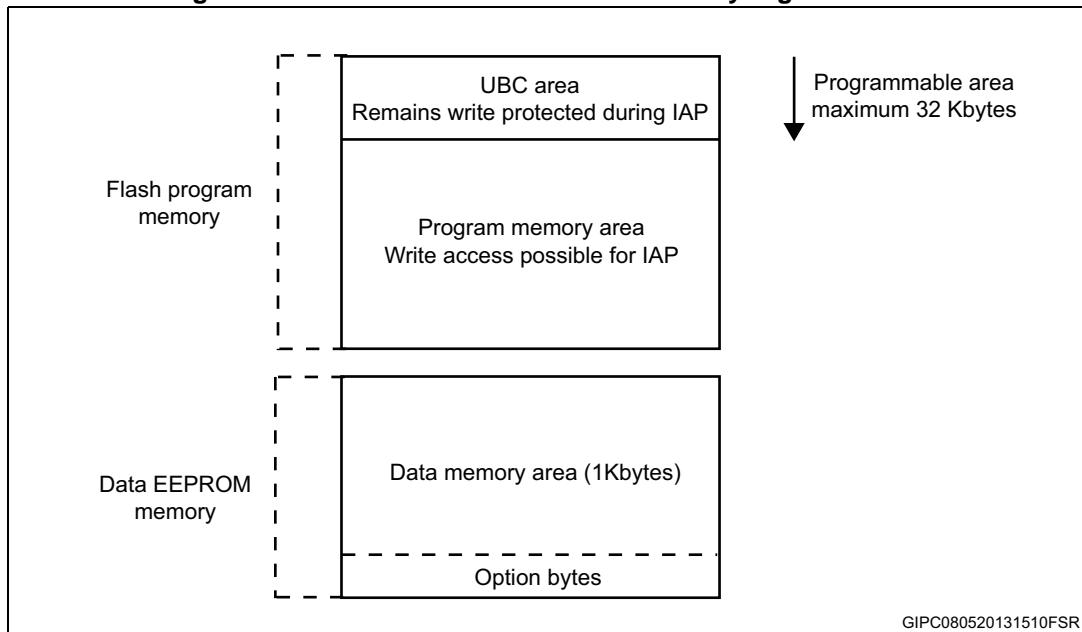 UBC area
Remains write protected during IAP
Programmable area
maximum 32 Kbytes
Flash program
memory
Program memory area
Write access possible for IAP
Data EEPROM
memory
Data memory area (1Kbytes)
Option bytes
GIPC080520131510FSR